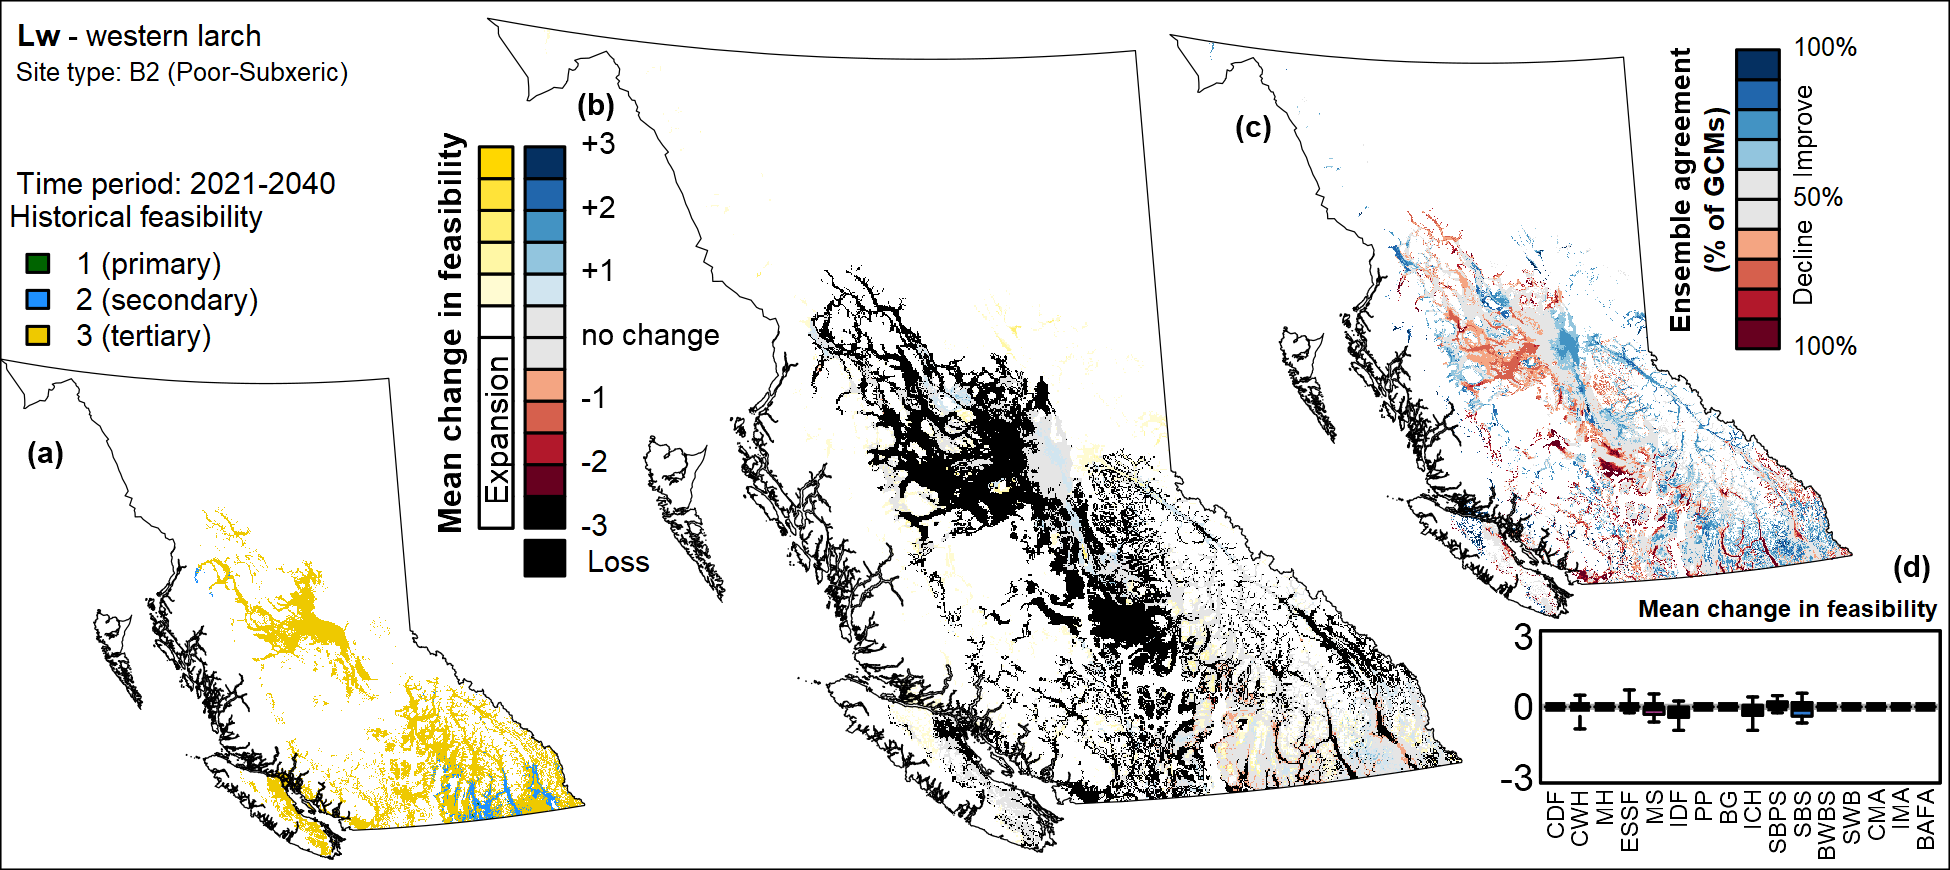 Lw - western larch
Site type: B2 (Poor-Subxeric)
Time period: 2021-2040
Historical feasibility
1 (primary)
2 (secondary)
3 (tertiary)
(a)
(b)
Mean change in feasibility
Expansion
+3
+2
+1
no change
-1
-2
-3
Loss
(c)
Ensemble agreement
(% of GCMs)
100%
Improve
50%
Decline
100%
(d)
Mean change in feasibility
3
0
-3
CDF
CWH
MH
ESSF
MS
IDF
PP
BG
ICH
SBPS
SBS
BWBS
SWB
CMA
IMA
BAFA